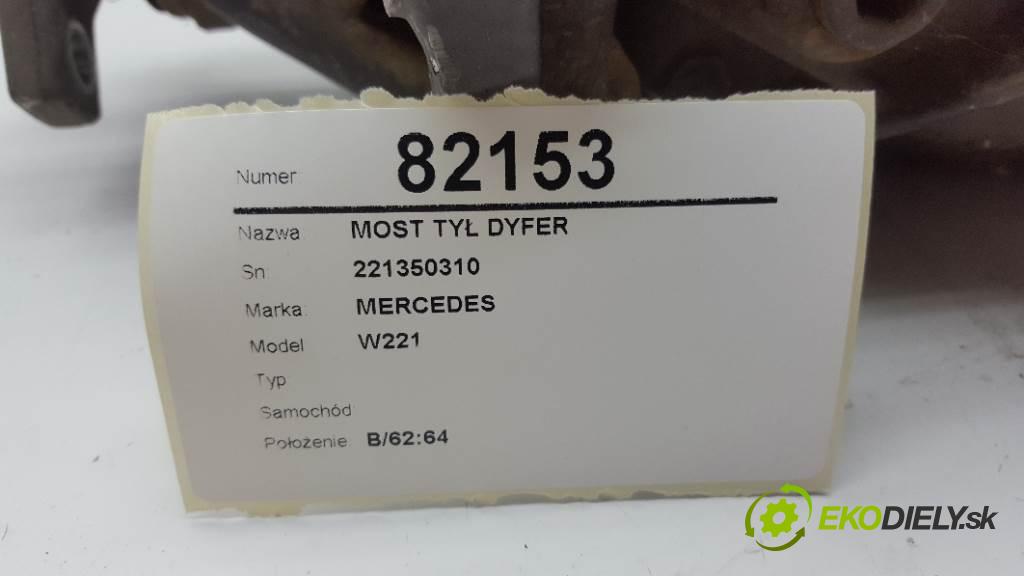 Numer: 82153
Nazwa: MOST TYŁ DYFER
Sn: 221350310
Marka: MERCEDES
Model W221
Typ
Samochód
Położenie: B/62:64
EKODIELY.sk